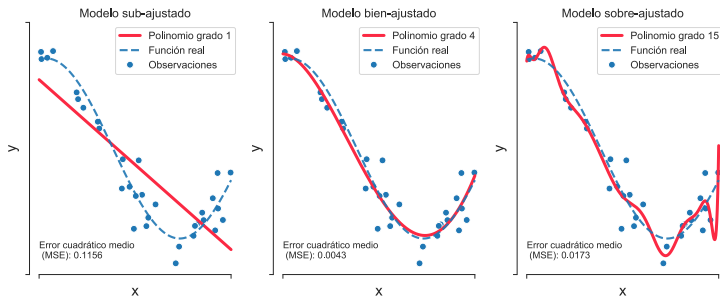 Modelo sub-ajustado
Polinomio grado 1
Función real
Observaciones
y
Error cuadrático medio
(MSE): 0.1156
x
Modelo bien-ajustado
Polinomio grado 4
Función real
Observaciones
y
Error cuadrático medio
(MSE): 0.0043
x
Modelo sobre-ajustado
Polinomio grado 15
Función real
Observaciones
y
Error cuadrático medio
(MSE): 0.0173
x